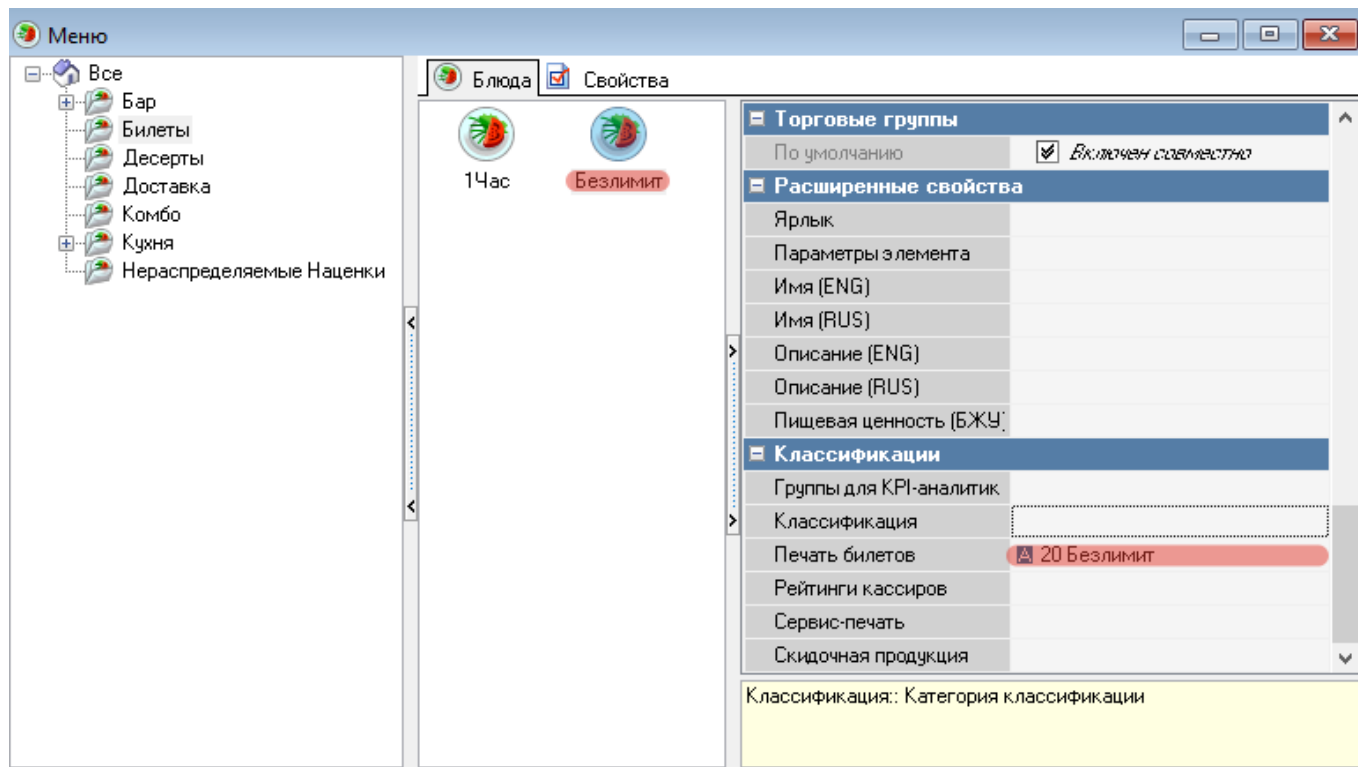 Меню
Все
Бар
Билеты
Десерты
Доставка
Комбо
Кухня
Нераспределяемые Наценки
Блюда
Свойства
1Час
Безлимит
Торговые группы
По умолчанию
Включен совместно
Расширенные свойства
Ярлык
Параметры элемента
Имя (ENG)
Имя (RUS)
Описание (ENG)
Описание (RUS)
Пищевая ценность (БЖУ)
Классификации
Группы для KPI-аналитик
Классификация
Печать билетов
A 20 Безлимит
Рейтинги кассиров
Сервис-печать
Скидочная продукция
Классификация:: Категория классификации